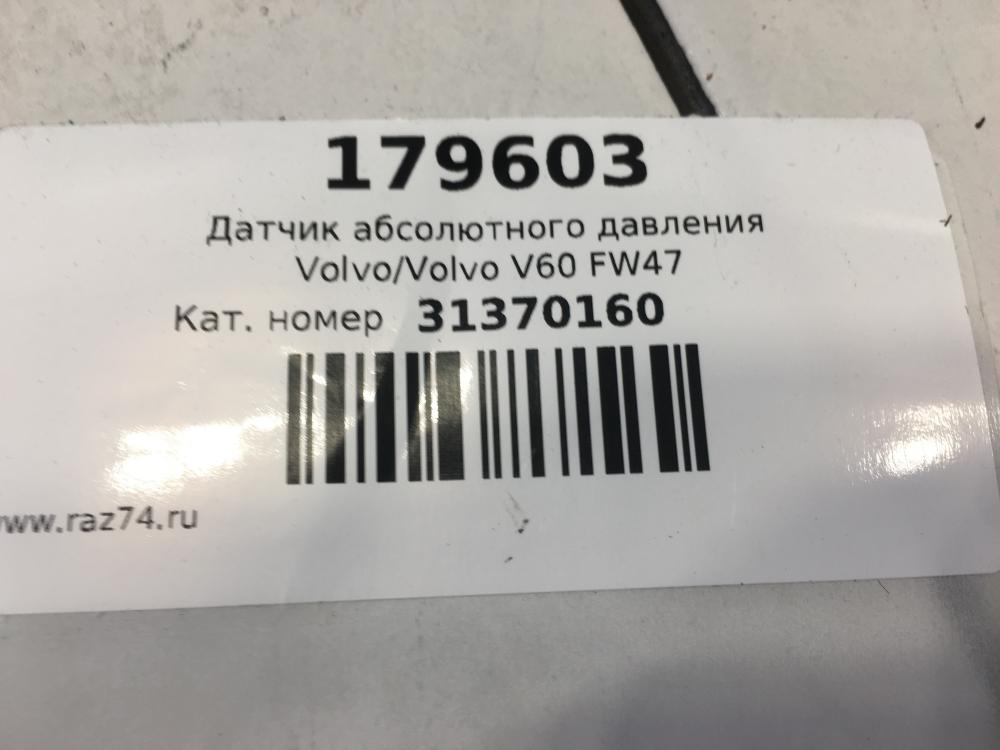 179603
Датчик абсолютного давления
Volvo/Volvo V60 FW47
Кат. номер 31370160
www.raz74.ru